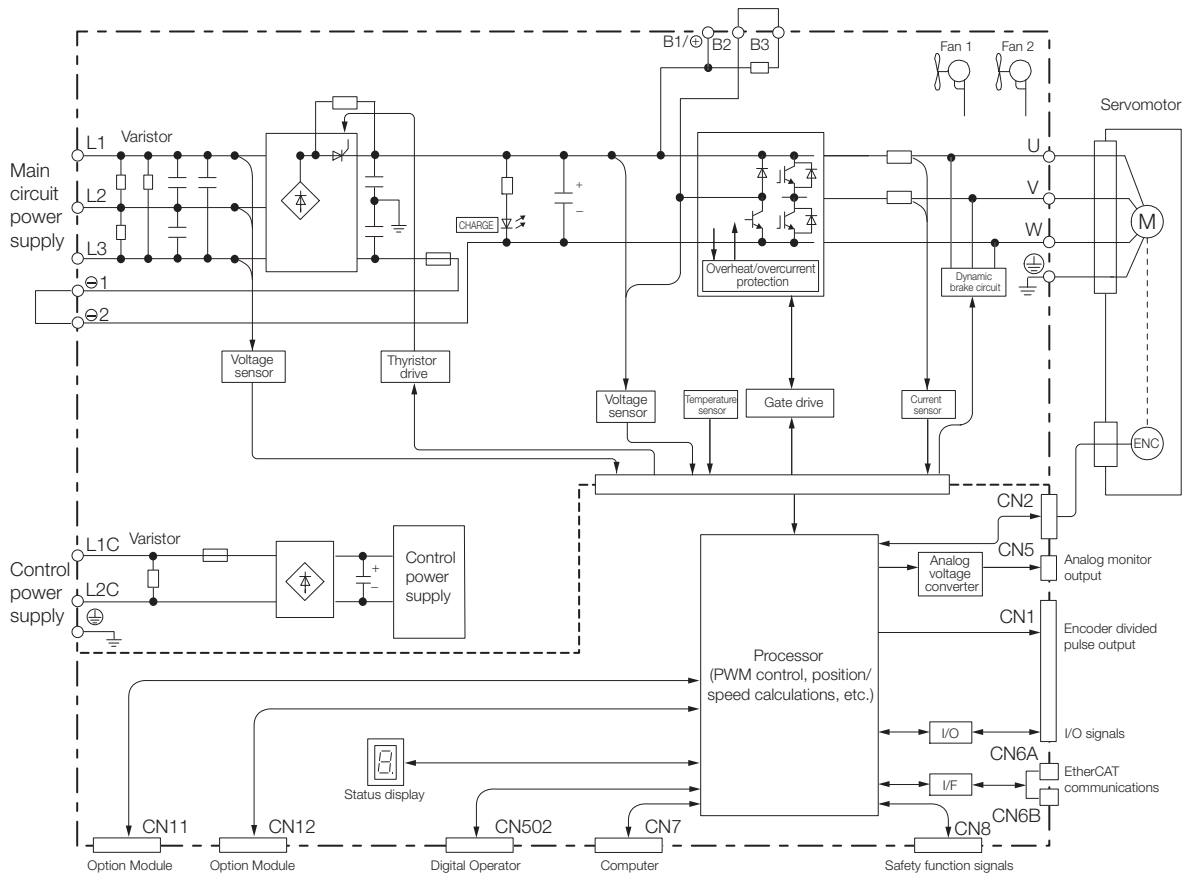 B1/⊕ B2 B3
Fan 1
Fan 2
Servomotor
Main
circuit
power
supply
L1
Varistor
L2
L3
⊖1
⊖2
CHARGE
+
−
Overheat/overcurrent
protection
U
V
W
M
Dynamic
brake circuit
Voltage
sensor
Thyristor
drive
Voltage
sensor
Temperature
sensor
Gate drive
Current
sensor
ENC
CN2
Control
power
supply
L1C
Varistor
L2C
+
−
Control
power
supply
CN5
Analog
voltage
converter
Analog monitor
output
CN1
Encoder divided
pulse output
Processor
(PWM control, position/
speed calculations, etc.)
I/O
I/O signals
CN6A
I/F
EtherCAT
communications
CN6B
8.
Status display
CN11
Option Module
CN12
Option Module
CN502
Digital Operator
CN7
Computer
CN8
Safety function signals